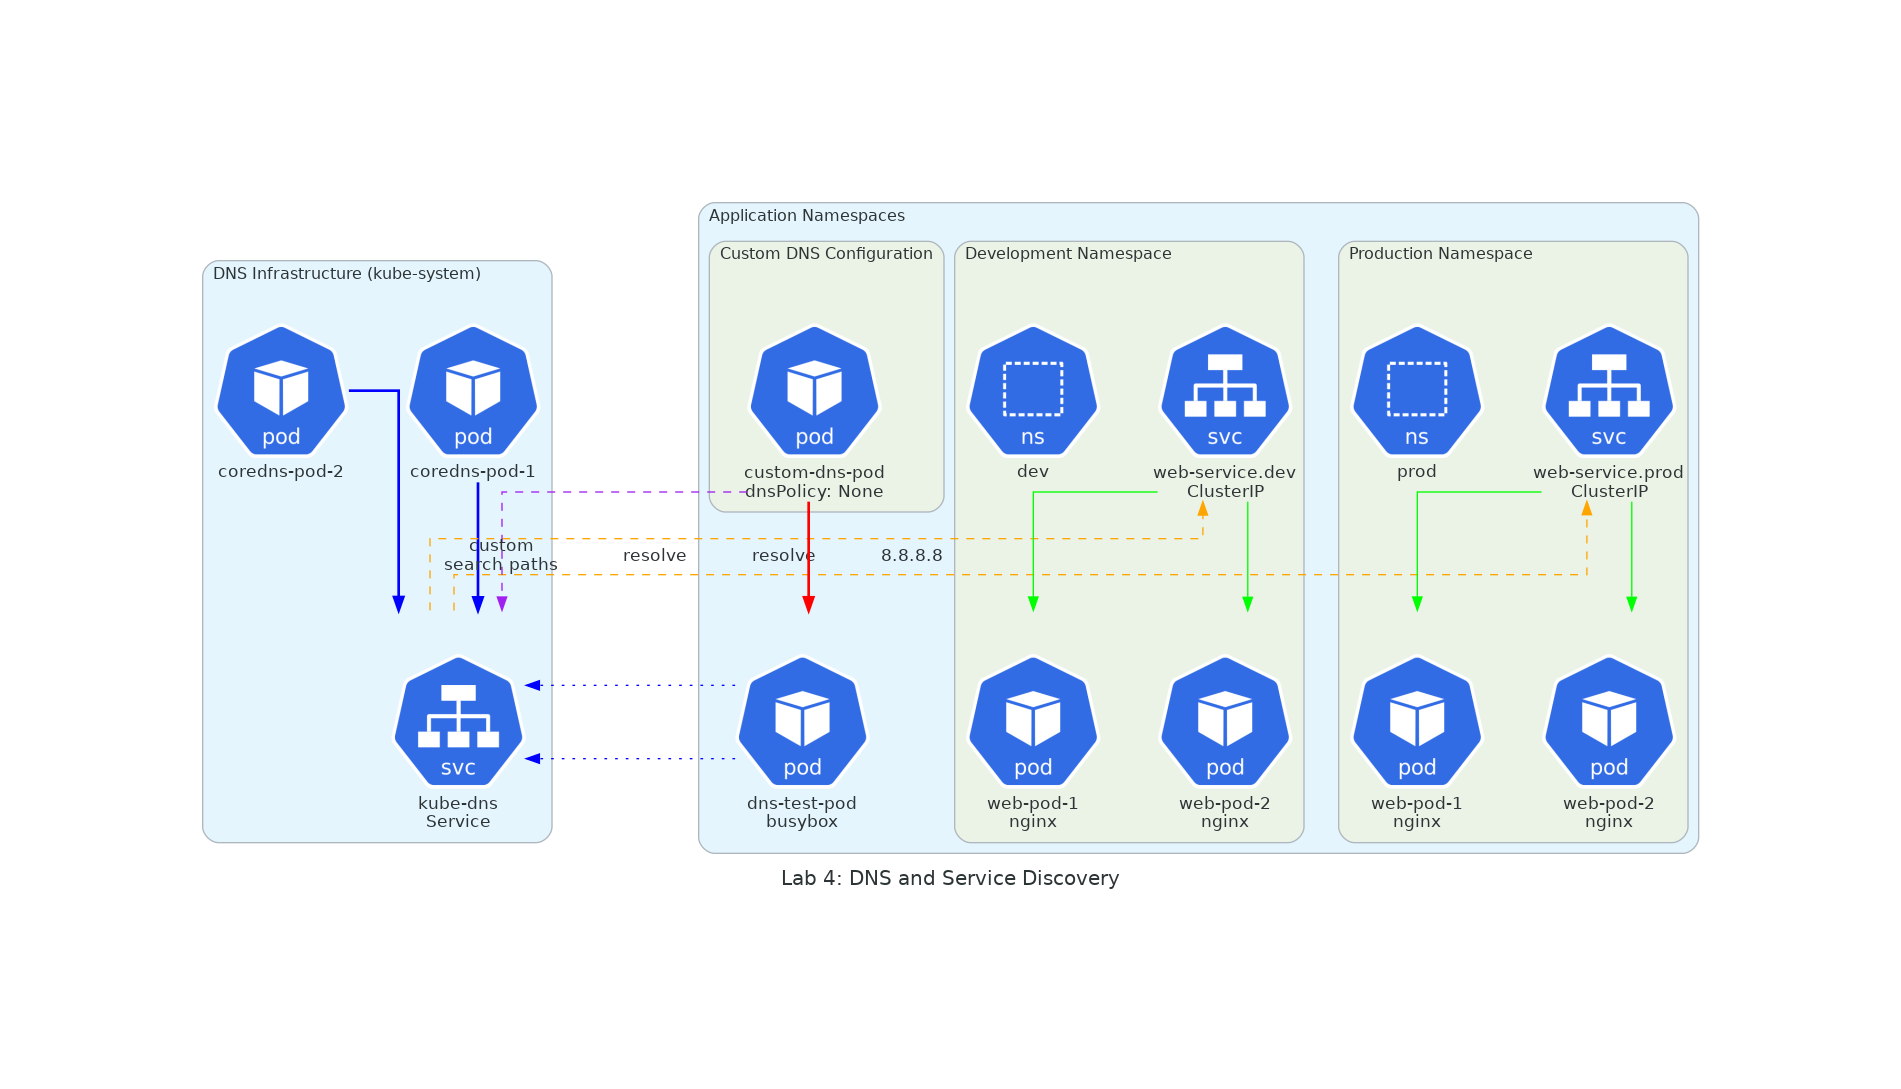 Application Namespaces
Custom DNS Configuration
Development Namespace
Production Namespace
DNS Infrastructure (kube-system)
pod
pod
pod
ns
svc
ns
svc
coredns-pod-2
coredns-pod-1
custom-dns-pod
dnsPolicy: None
dev
web-service.dev
ClusterIP
prod
web-service.prod
ClusterIP
custom
search paths
resolve
resolve
8.8.8.8
svc
pod
pod
pod
pod
pod
kube-dns
Service
dns-test-pod
busybox
web-pod-1
nginx
web-pod-2
nginx
web-pod-1
nginx
web-pod-2
nginx
Lab 4: DNS and Service Discovery